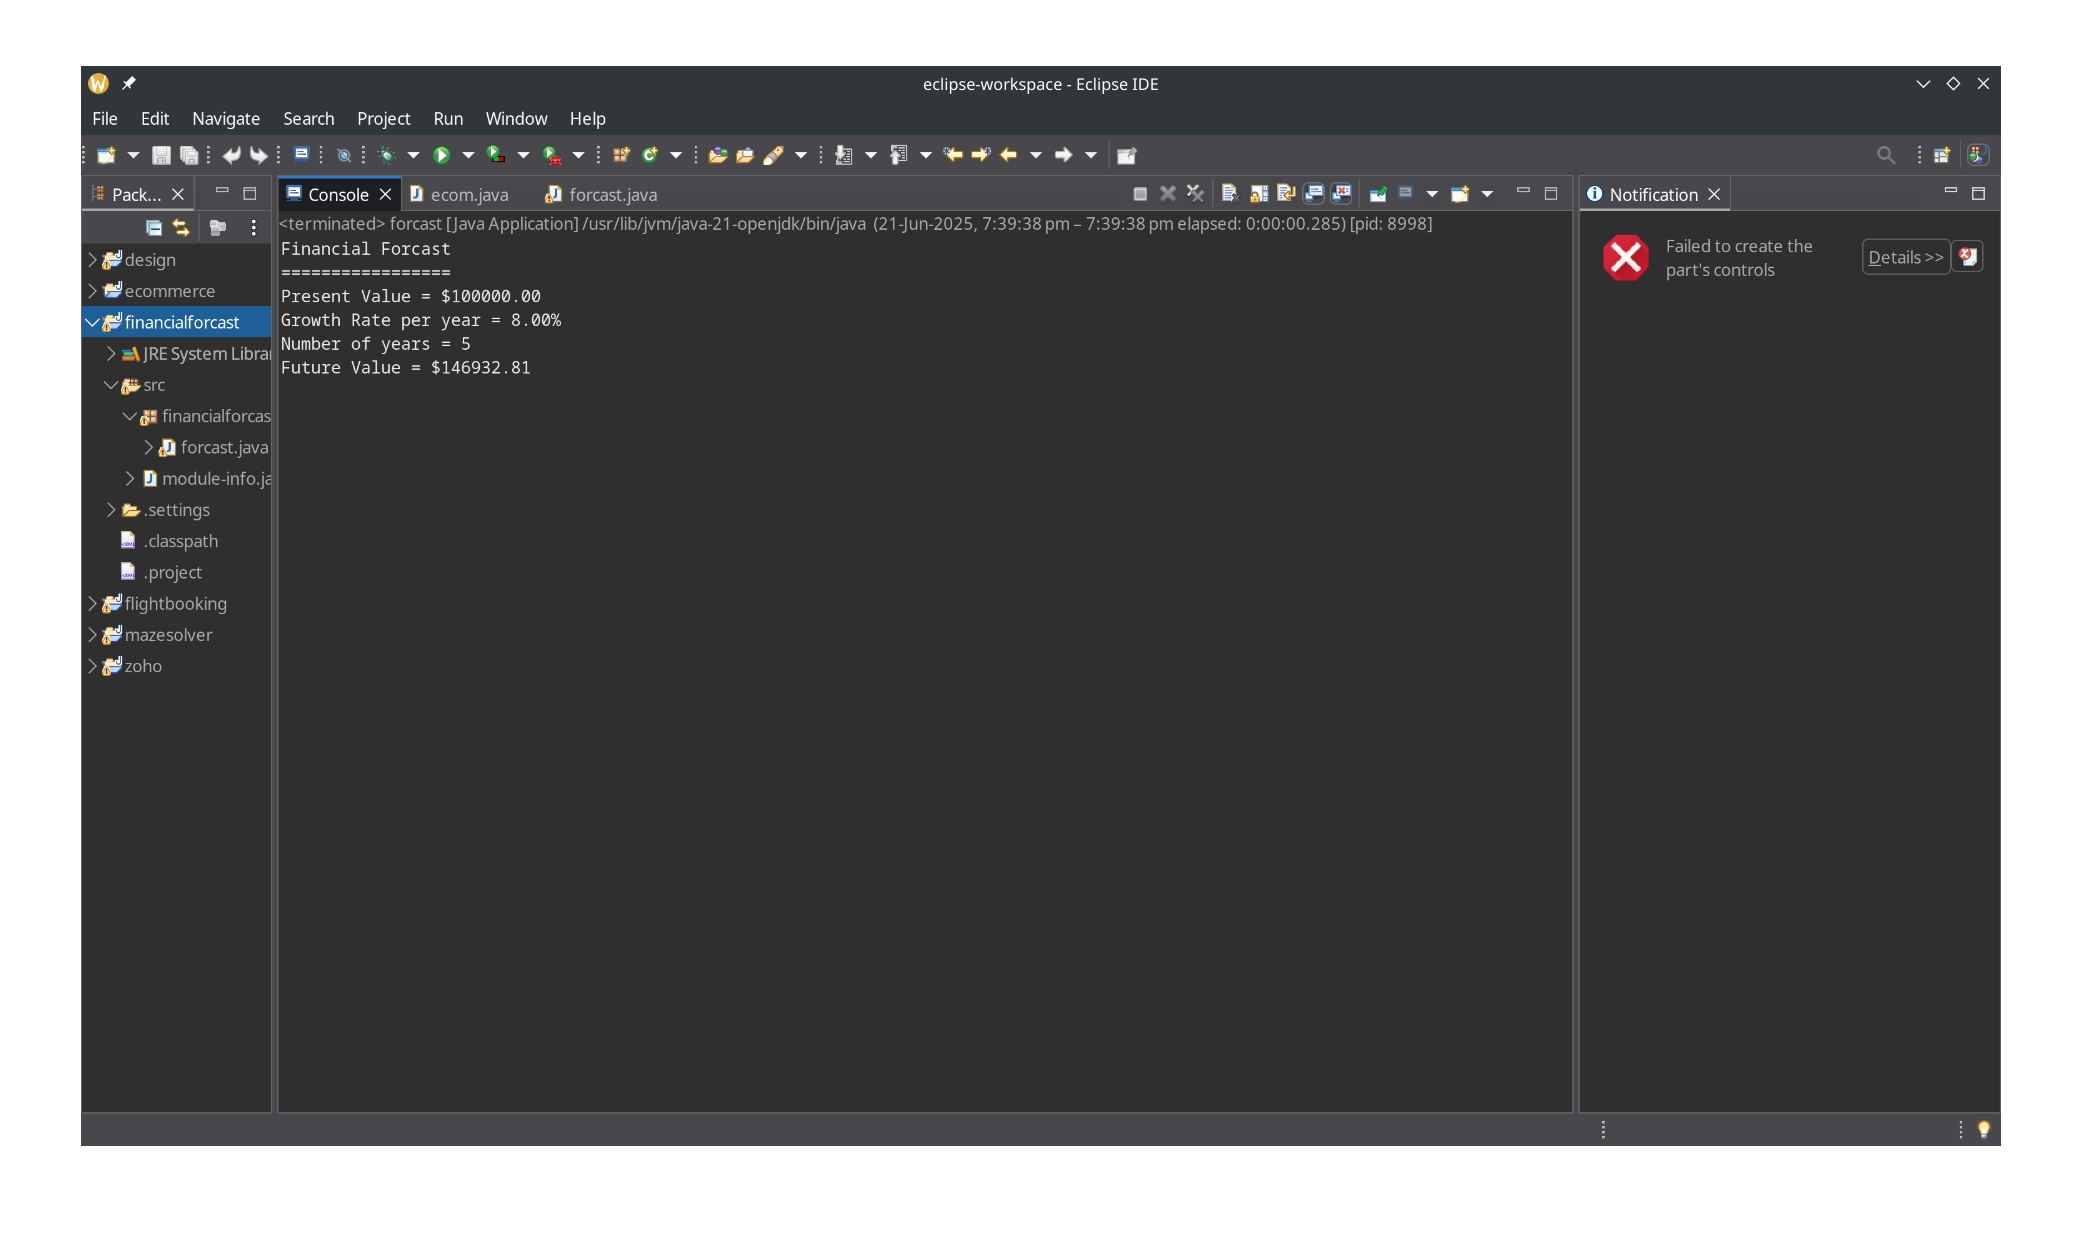 eclipse-workspace - Eclipse IDE
File Edit Navigate Search Project Run Window Help
Pack...
Console
ecom.java
forcast.java
Notification
<terminated> forcast [Java Application] /usr/lib/jvm/java-21-openjdk/bin/java (21-Jun-2025, 7:39:38 pm – 7:39:38 pm elapsed: 0:00:00.285) [pid: 8998]
Financial Forcast
=================
Present Value = $100000.00
Growth Rate per year = 8.00%
Number of years = 5
Future Value = $146932.81
design
ecommerce
financialforcast
JRE System Librar
src
financialforcas
forcast.java
module-info.ja
.settings
.classpath
.project
flightbooking
mazesolver
zoho
Failed to create the
part's controls
Details >>